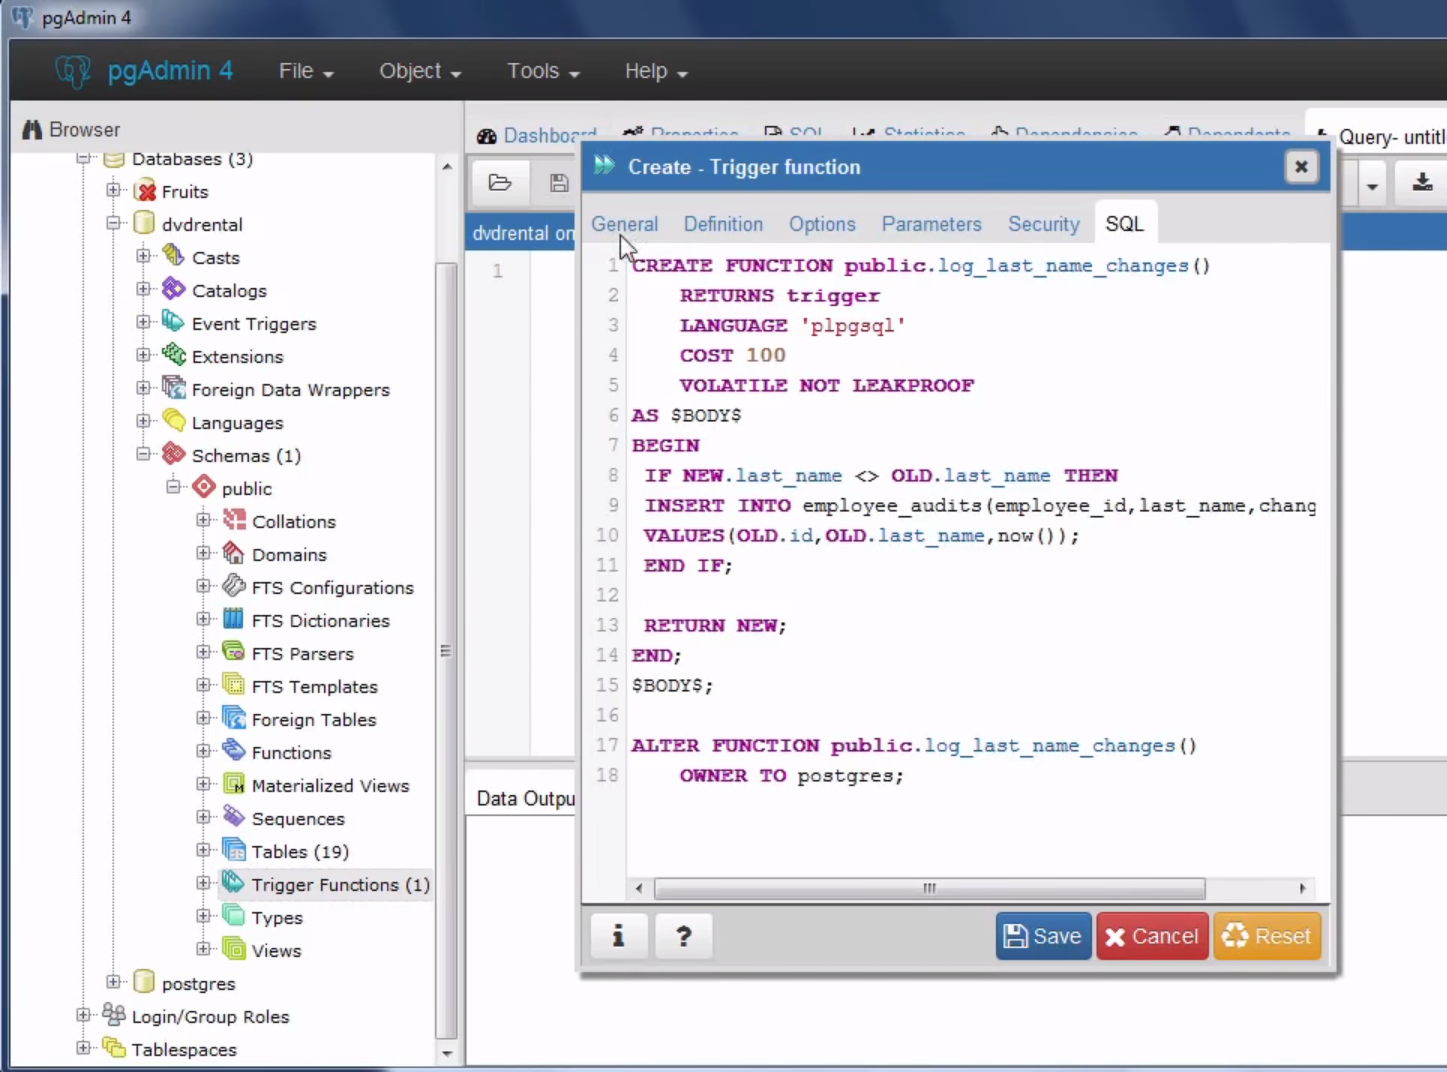 pgAdmin 4
pgAdmin 4
File
Object
Tools
Help
Browser
Databases (3)
Fruits
dvdrental
Casts
Catalogs
Event Triggers
Extensions
Foreign Data Wrappers
Languages
Schemas (1)
public
Collations
Domains
FTS Configurations
FTS Dictionaries
FTS Parsers
FTS Templates
Foreign Tables
Functions
Materialized Views
Sequences
Tables (19)
Trigger Functions (1)
Types
Views
postgres
Login/Group Roles
Tablespaces
Dashboard
Properties
SQL
Statistics
Dependencies
Dependents
Query- untitl
dvdrental on
1
Data Outpu
Create - Trigger function
General
Definition
Options
Parameters
Security
SQL
1 CREATE FUNCTION public.log_last_name_changes()
2 RETURNS trigger
3 LANGUAGE 'plpgsql'
4 COST 100
5 VOLATILE NOT LEAKPROOF
6 AS $BODY$
7 BEGIN
8 IF NEW.last_name <> OLD.last_name THEN
9 INSERT INTO employee_audits(employee_id,last_name,chang
10 VALUES(OLD.id,OLD.last_name,now());
11 END IF;
12
13 RETURN NEW;
14 END;
15 $BODY$;
16
17 ALTER FUNCTION public.log_last_name_changes()
18 OWNER TO postgres;
i
?
Save
Cancel
Reset